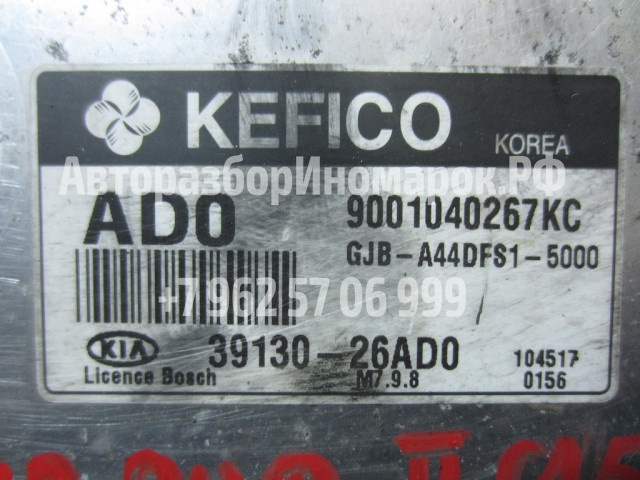 KEFICO KOREA
АвторазборИномарок.РФ
AD0 9001040267KC
GJB-A44DFS1-5000
+7 962 57 06 999
KIA 39130-26AD0 104517
Licence Bosch M7.9.8 0156